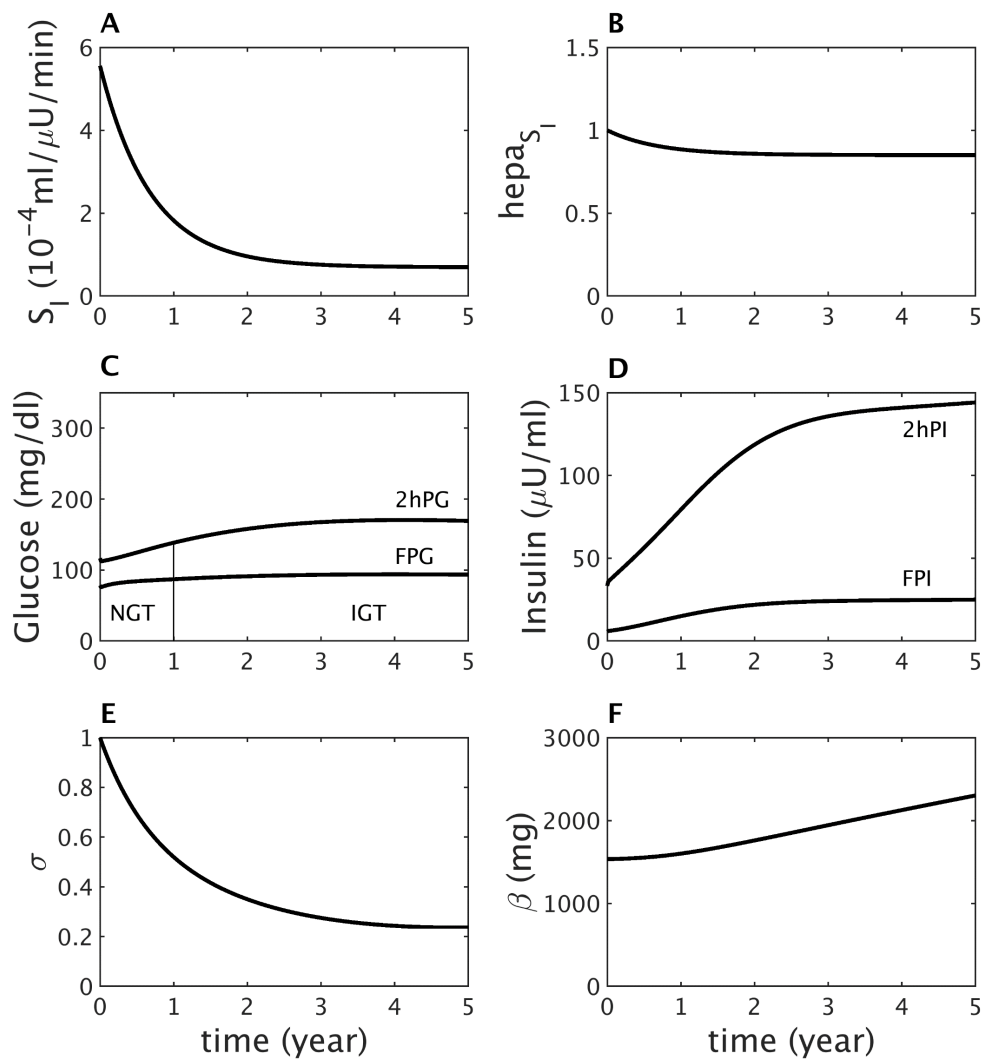 A
S_I (10^-4 ml/μU/min)
6
4
2
0
0 1 2 3 4 5
B
hepa_S_I
1.5
1
0.5
0
0 1 2 3 4 5
C
Glucose (mg/dl)
300
200
100
0
2hPG
FPG
NGT IGT
0 1 2 3 4 5
D
Insulin (μU/ml)
150
100
50
0
2hPI
FPI
0 1 2 3 4 5
E
σ
1
0.8
0.6
0.4
0.2
0
0 1 2 3 4 5
time (year)
F
β (mg)
3000
2000
1000
0
0 1 2 3 4 5
time (year)